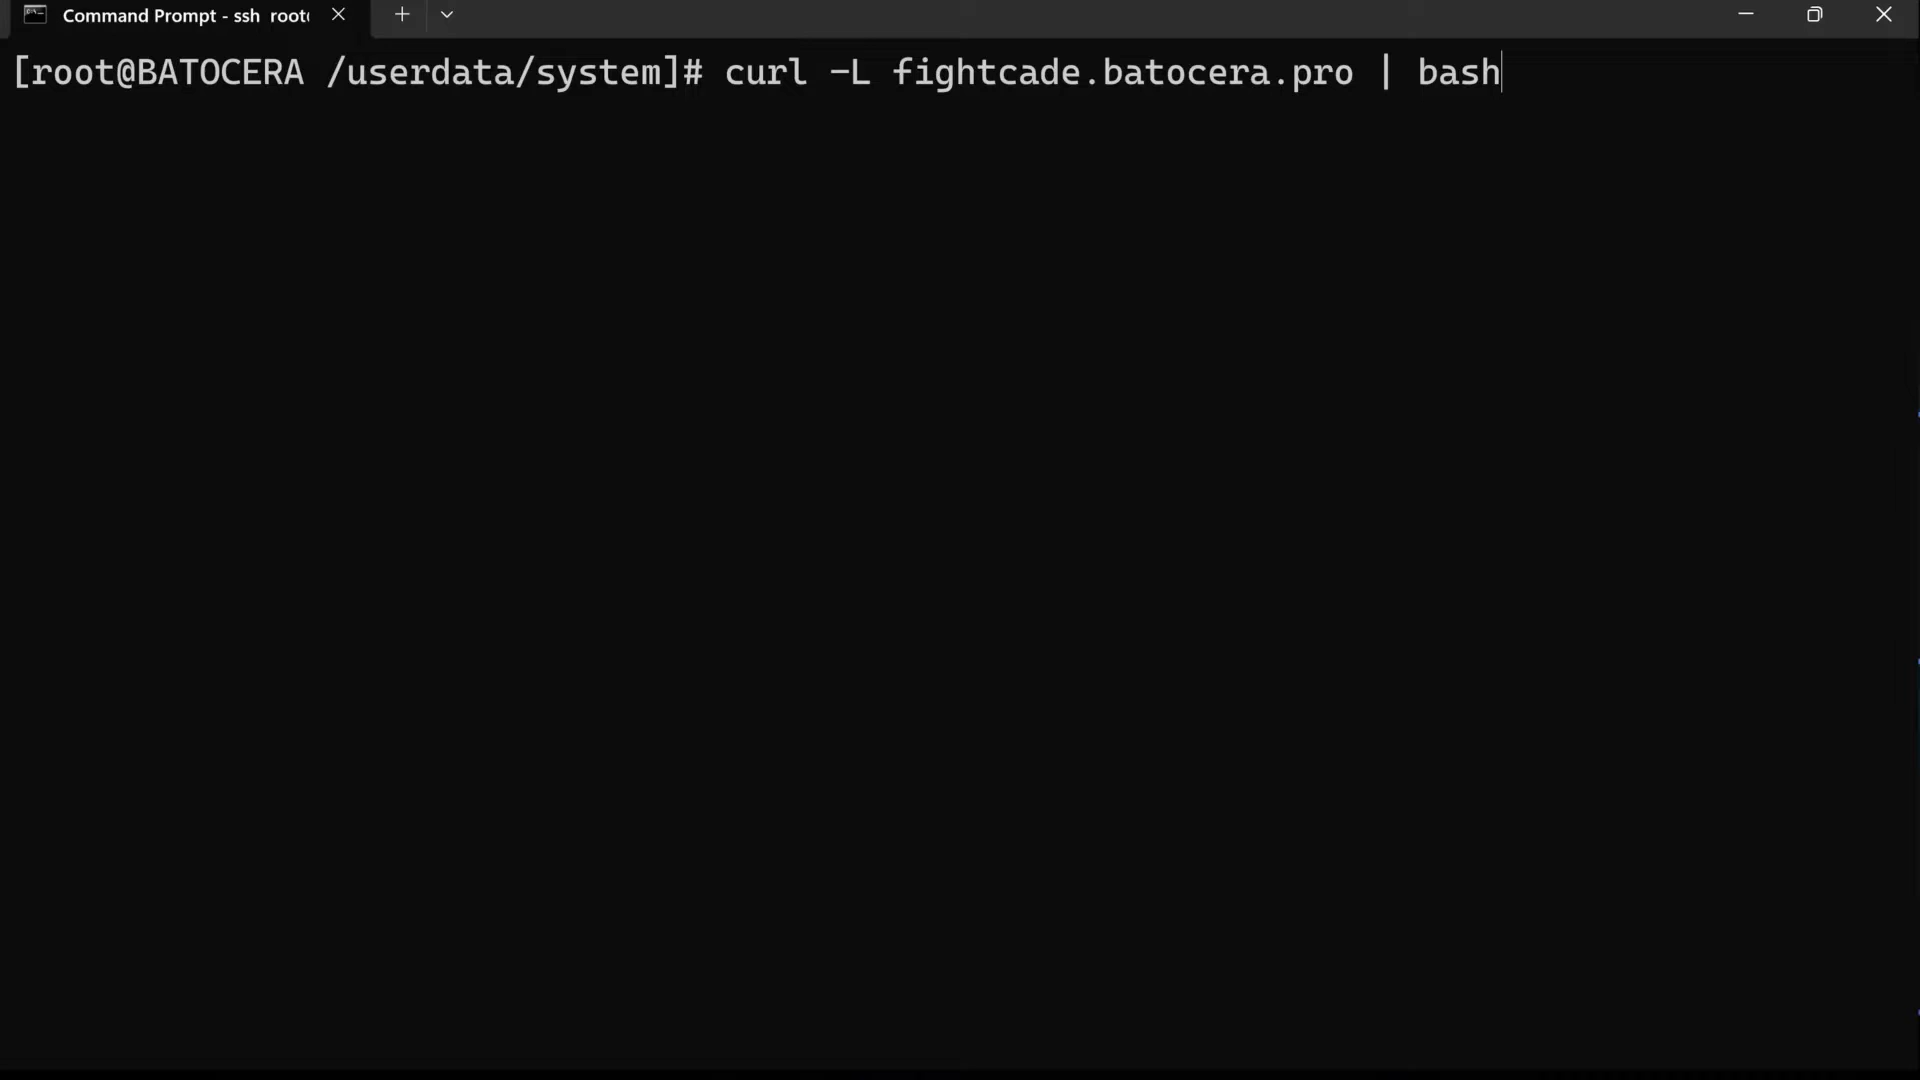 Command Prompt - ssh root
[root@BATOCERA /userdata/system]# curl -L fightcade.batocera.pro | bash